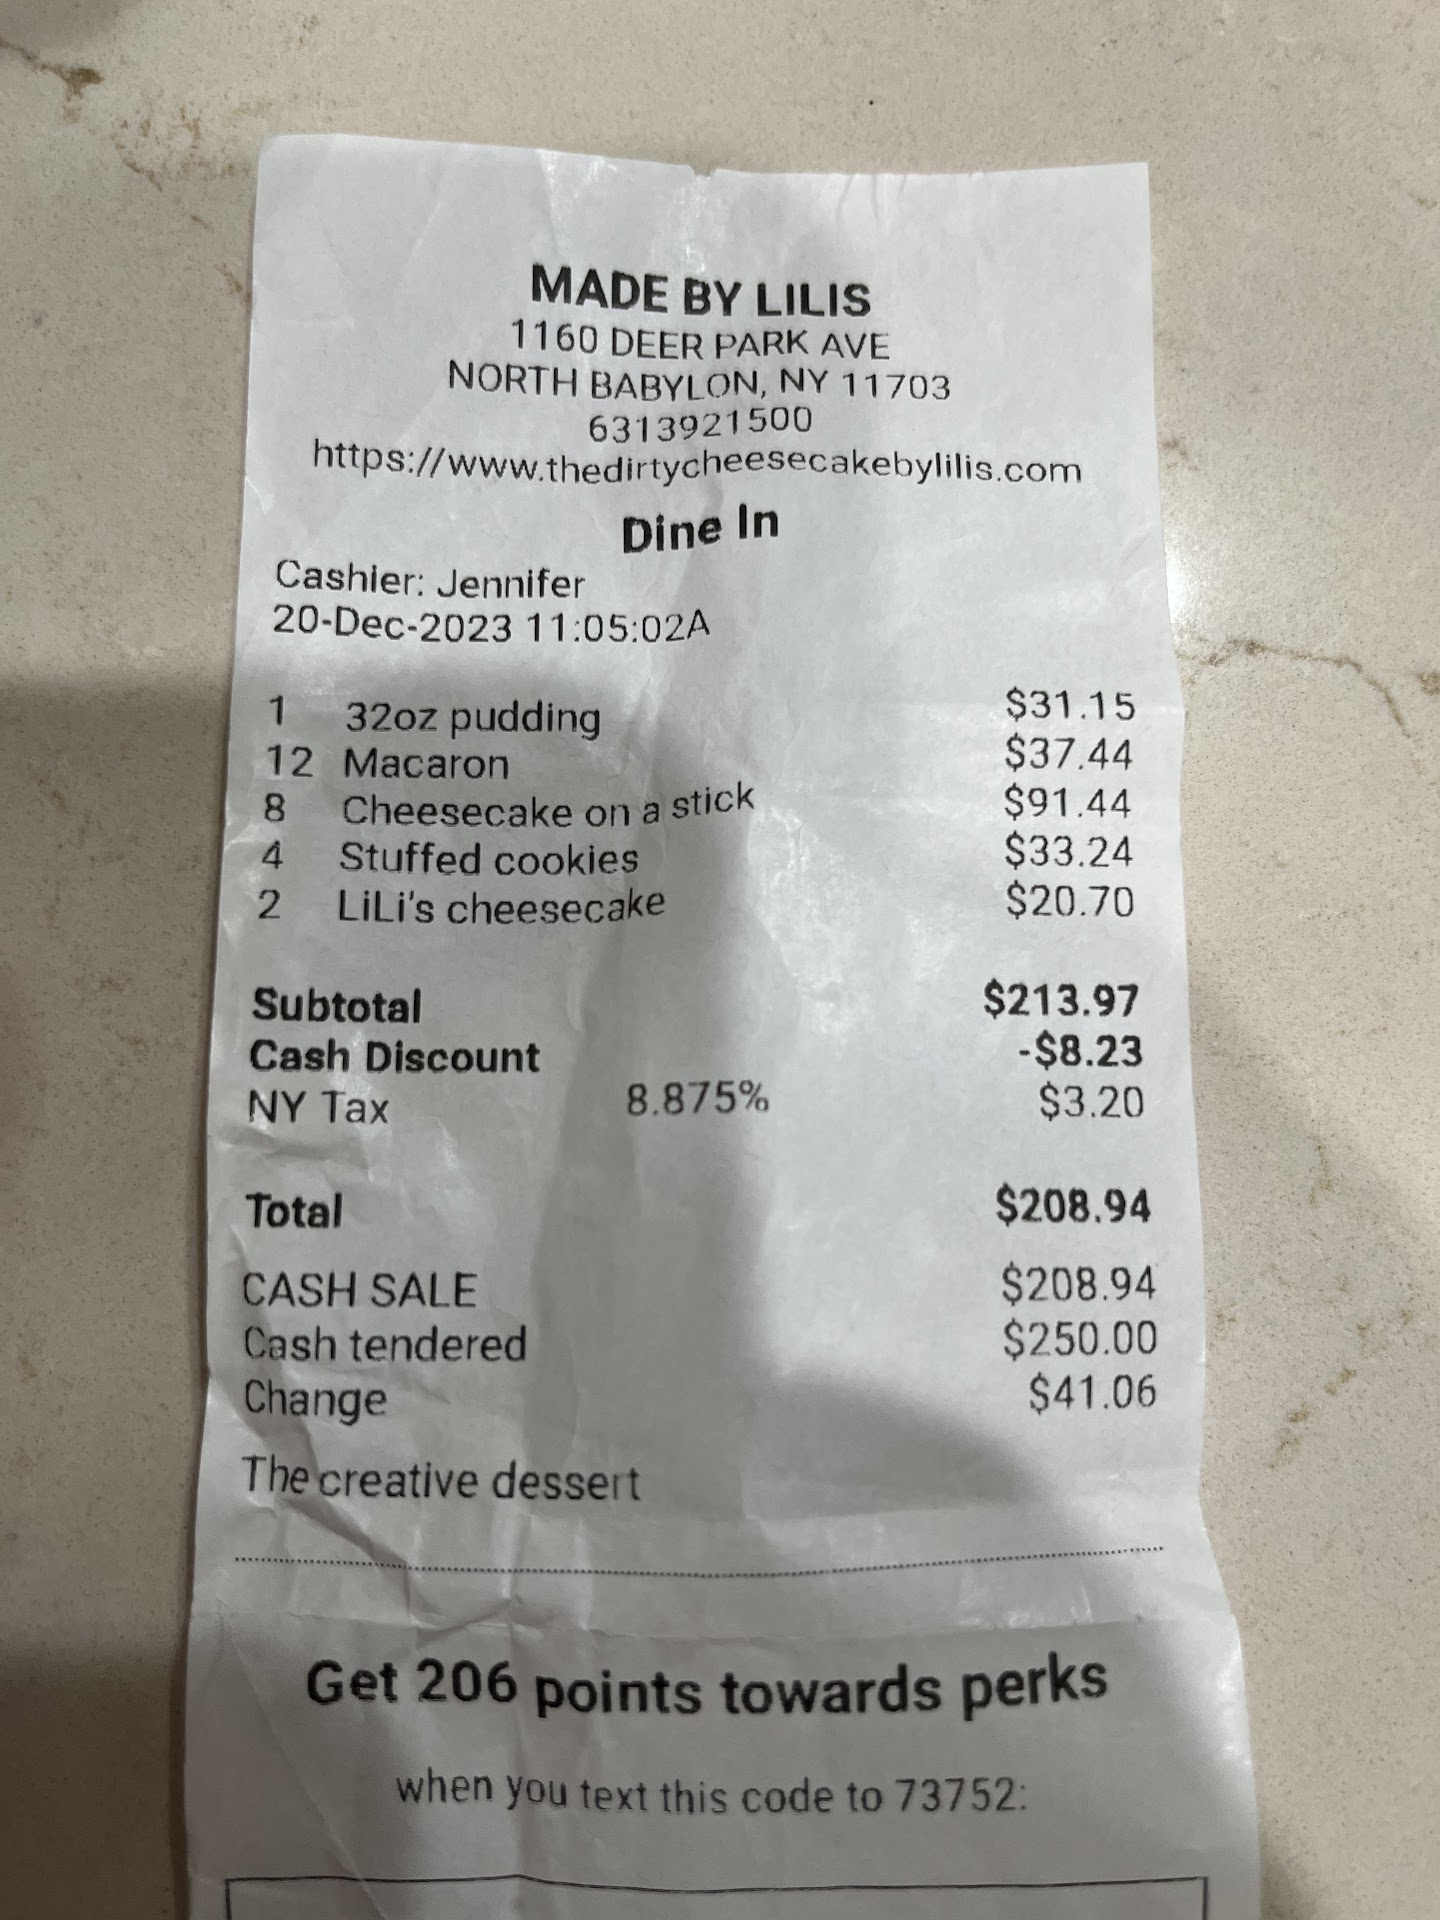 MADE BY LILIS
1160 DEER PARK AVE
NORTH BABYLON, NY 11703
6313921500
https://www.thedirtycheesecakebylilis.com
Dine In
Cashier: Jennifer
20-Dec-2023 11:05:02A
1 32oz pudding $31.15
12 Macaron $37.44
8 Cheesecake on a stick $91.44
4 Stuffed cookies $33.24
2 LiLi's cheesecake $20.70
Subtotal $213.97
Cash Discount -$8.23
NY Tax 8.875% $3.20
Total $208.94
CASH SALE $208.94
Cash tendered $250.00
Change $41.06
The creative dessert
Get 206 points towards perks
when you text this code to 73752: